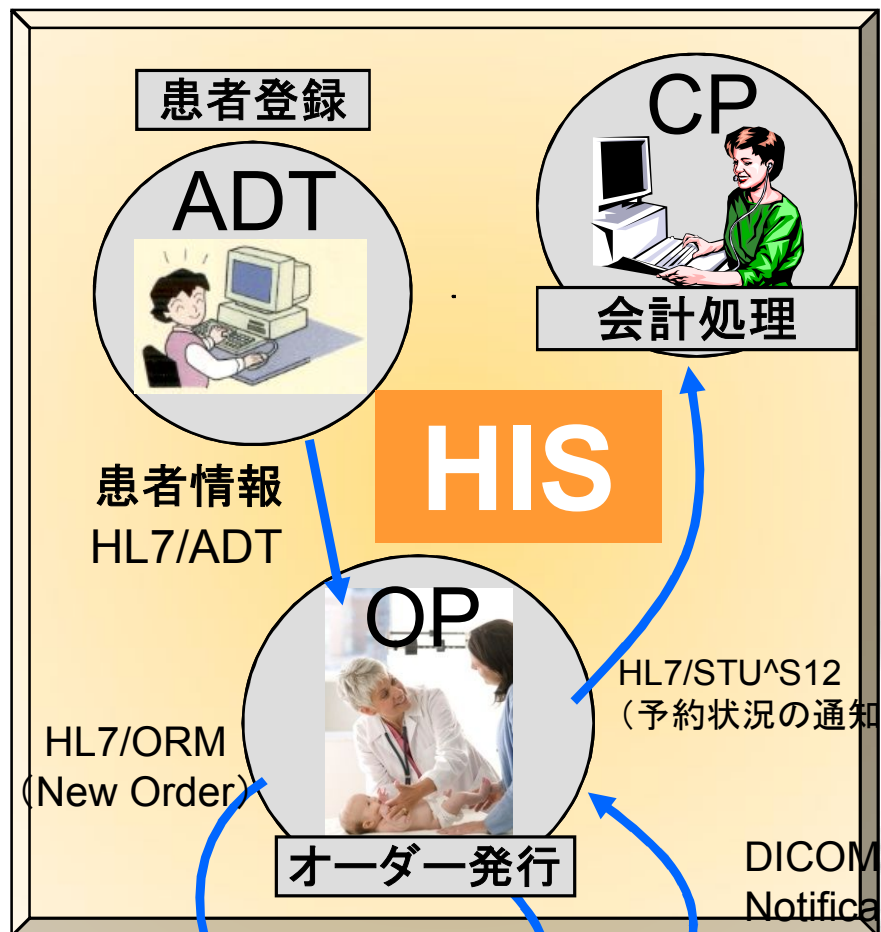 患者登録
ADT
CP
会計処理
HIS
患者情報
HL7/ADT
OP
HL7/STU^S12
（予約状況の通知
HL7/ORM
（New Order）
オーダー発行
DICOM
Notifica